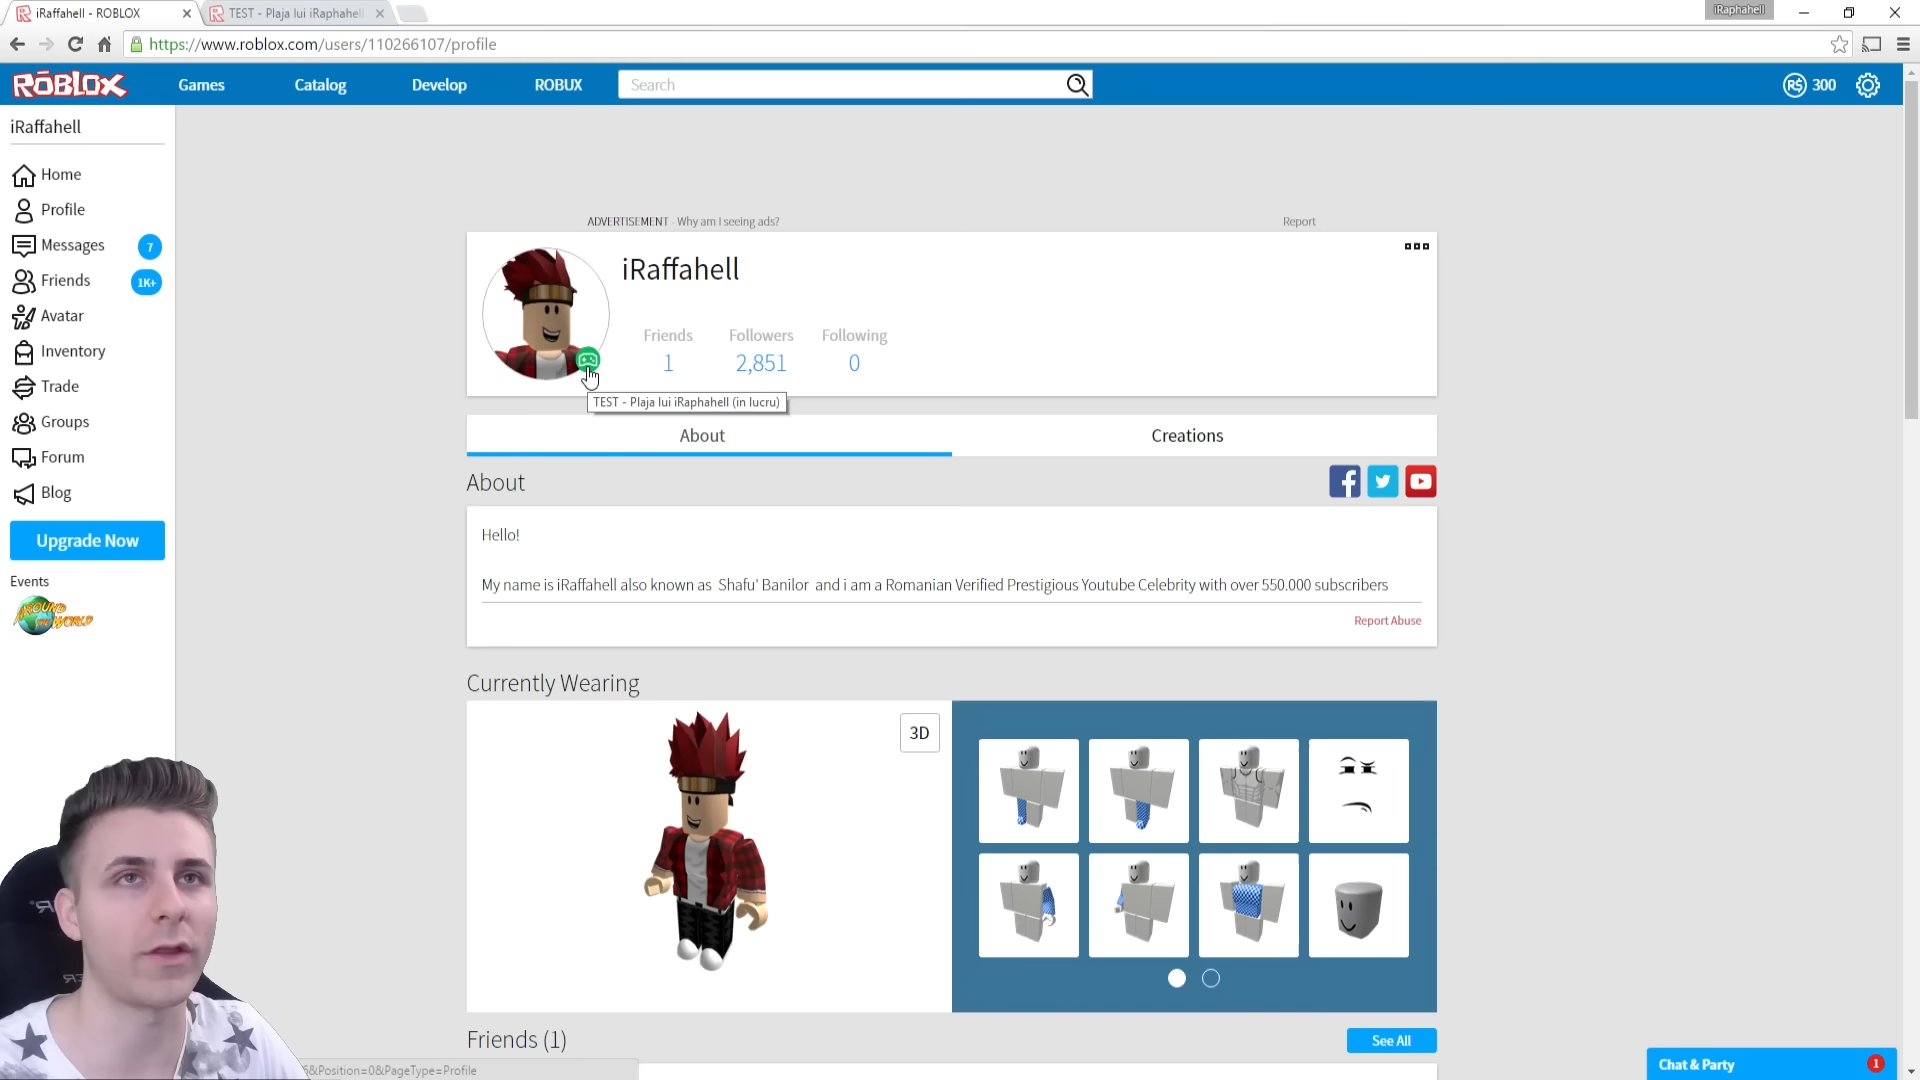 iRaffahell - ROBLOX
TEST - Plaja lui iRaphahell
iRaphahell
https://www.roblox.com/users/110266107/profile
ROBLOX
Games
Catalog
Develop
ROBUX
Search
R$ 300
iRaffahell
Home
Profile
Messages 7
Friends 1K+
Avatar
Inventory
Trade
Groups
Forum
Blog
Upgrade Now
Events
AROUND THE WORLD
ADVERTISEMENT Why am I seeing ads?
Report
iRaffahell
Friends Followers Following
1 2,851 0
TEST - Plaja lui iRaphahell (in lucru)
About
Creations
About
Hello!
My name is iRaffahell also known as Shafu' Banilor and i am a Romanian Verified Prestigious Youtube Celebrity with over 550.000 subscribers
Report Abuse
Currently Wearing
3D
Friends (1)
See All
&Position=0&PageType=Profile
Chat & Party 1